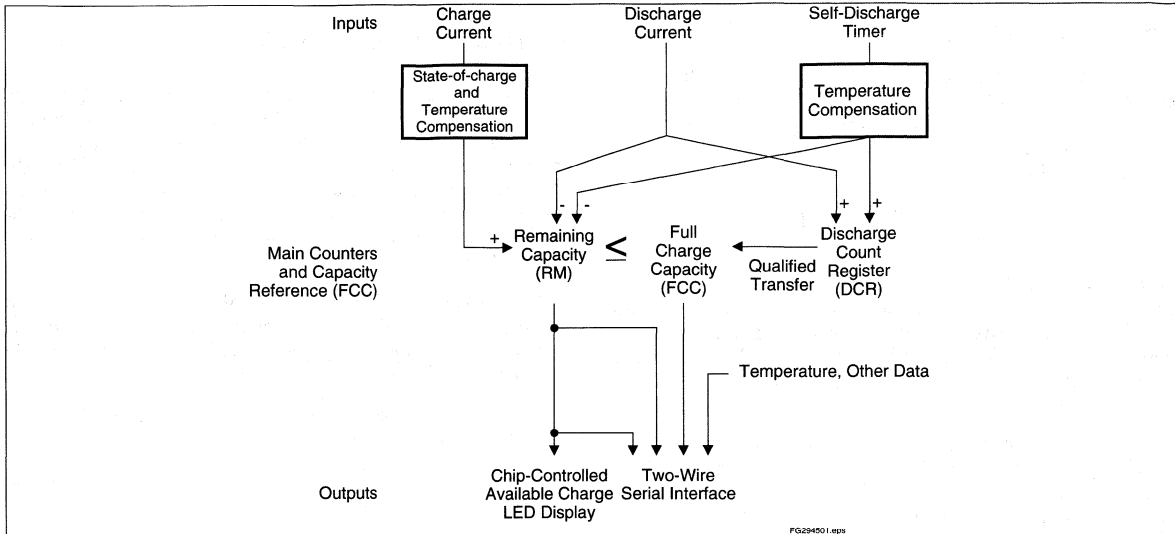 Inputs
Charge
Current
Discharge
Current
Self-Discharge
Timer
State-of-charge
and
Temperature
Compensation
Temperature
Compensation
-
-
+
+
+
Main Counters
and Capacity
Reference (FCC)
Remaining
Capacity
(RM)
≤
Full
Charge
Capacity
(FCC)
Qualified
Transfer
Discharge
Count
Register
(DCR)
Temperature, Other Data
Outputs
Chip-Controlled
Available Charge
LED Display
Two-Wire
Serial Interface
FG294501.eps